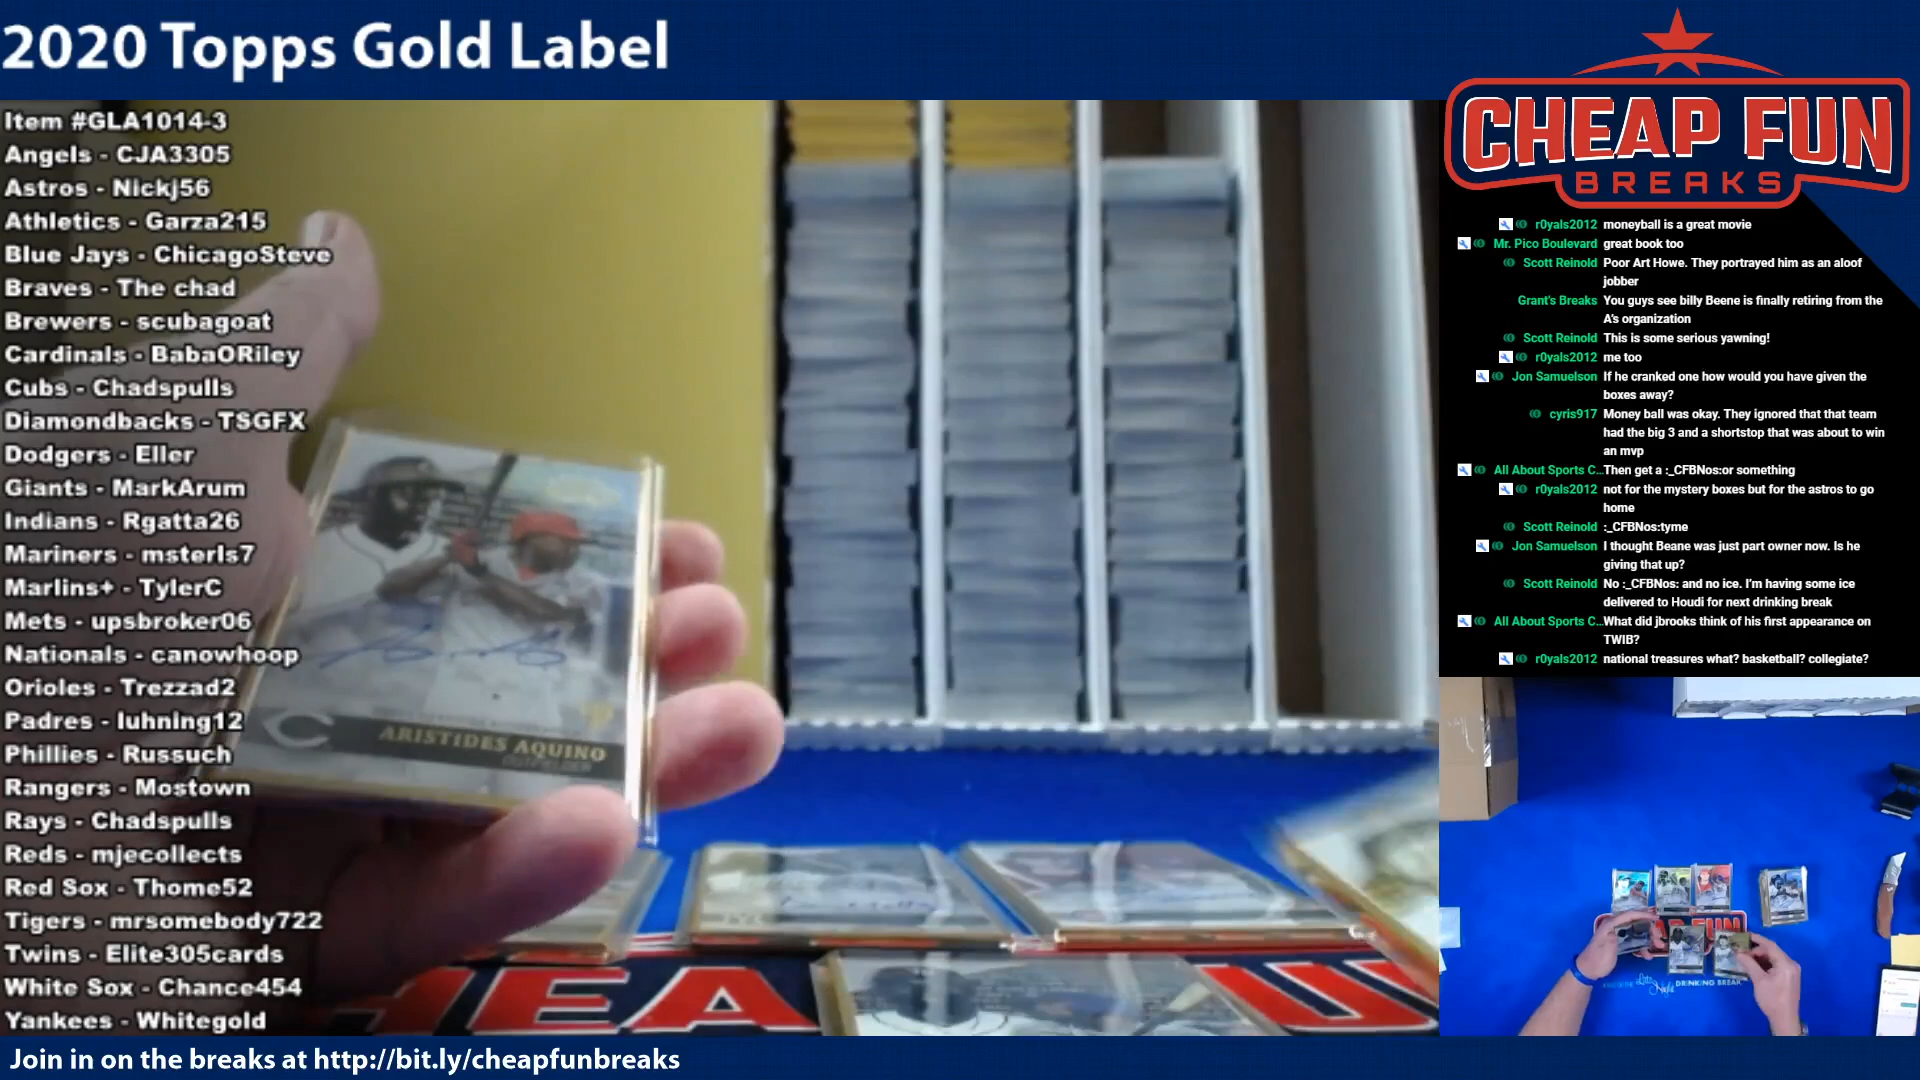 2020 Topps Gold Label
Item #GLA1014-3
Angels - CJA3305
Astros - Nickj56
Athletics - Garza215
Blue Jays - ChicagoSteve
Braves - The chad
Brewers - scubagoat
Cardinals - BabaORiley
Cubs - Chadspulls
Diamondbacks - TSGFX
Dodgers - Eller
Giants - MarkArum
Indians - Rgatta26
Mariners - msterls7
Marlins+ - TylerC
Mets - upsbroker06
Nationals - canowhoop
Orioles - Trezzad2
Padres - luhning12
Phillies - Russuch
Rangers - Mostown
Rays - Chadspulls
Reds - mjecollects
Red Sox - Thome52
Tigers - mrsomebody722
Twins - Elite305cards
White Sox - Chance454
Yankees - Whitegold
ARISTIDES AQUINO
OUTFIELDER
HEA
U
CHEAP FUN
BREAKS
r0yals2012 moneyball is a great movie
Mr. Pico Boulevard great book too
Scott Reinold Poor Art Howe. They portrayed him as an aloof
jobber
Grant's Breaks You guys see billy Beene is finally retiring from the
A's organization
Scott Reinold This is some serious yawning!
r0yals2012 me too
Jon Samuelson If he cranked one how would you have given the
boxes away?
cyris917 Money ball was okay. They ignored that that team
had the big 3 and a shortstop that was about to win
an mvp
All About Sports C... Then get a :_CFBNos:or something
r0yals2012 not for the mystery boxes but for the astros to go
home
Scott Reinold :_CFBNos:tyme
Jon Samuelson I thought Beane was just part owner now. Is he
giving that up?
Scott Reinold No :_CFBNos: and no ice. I'm having some ice
delivered to Houdi for next drinking break
All About Sports C... What did jbrooks think of his first appearance on
TWIB?
r0yals2012 national treasures what? basketball? collegiate?
FUN
Late Night DRINKING BREAK
Join in on the breaks at http://bit.ly/cheapfunbreaks